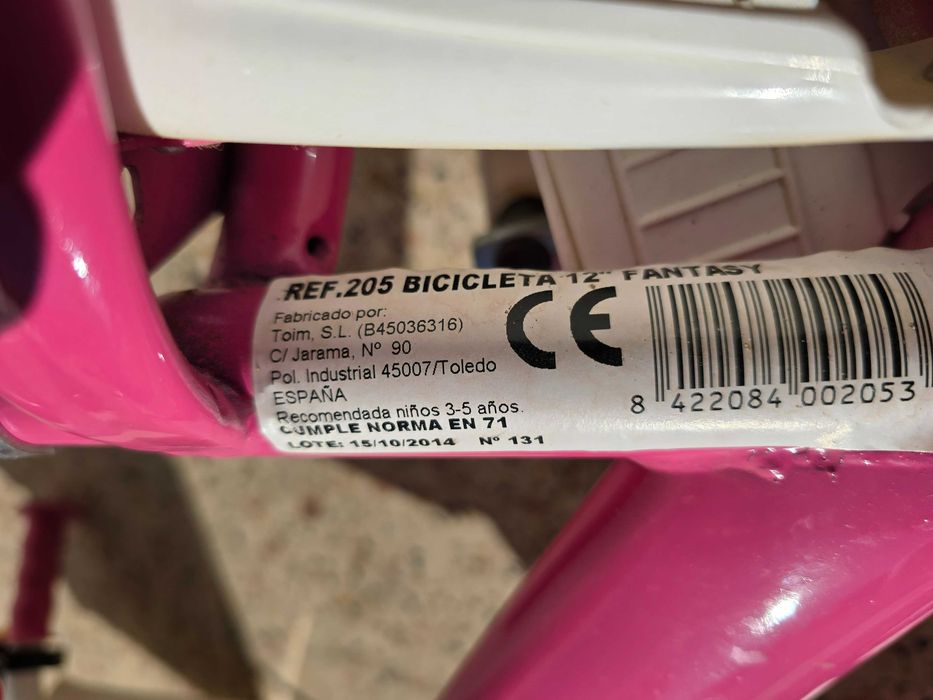 REF.205 BICICLETA 12" FANTASY
Fabricado por:
Toim, S.L. (B45036316)
C/ Jarama, Nº 90
Pol. Industrial 45007/Toledo
ESPAÑA
Recomendada niños 3-5 años.
CUMPLE NORMA EN 71
LOTE: 15/10/2014 Nº 131
CE
8 422084 002053